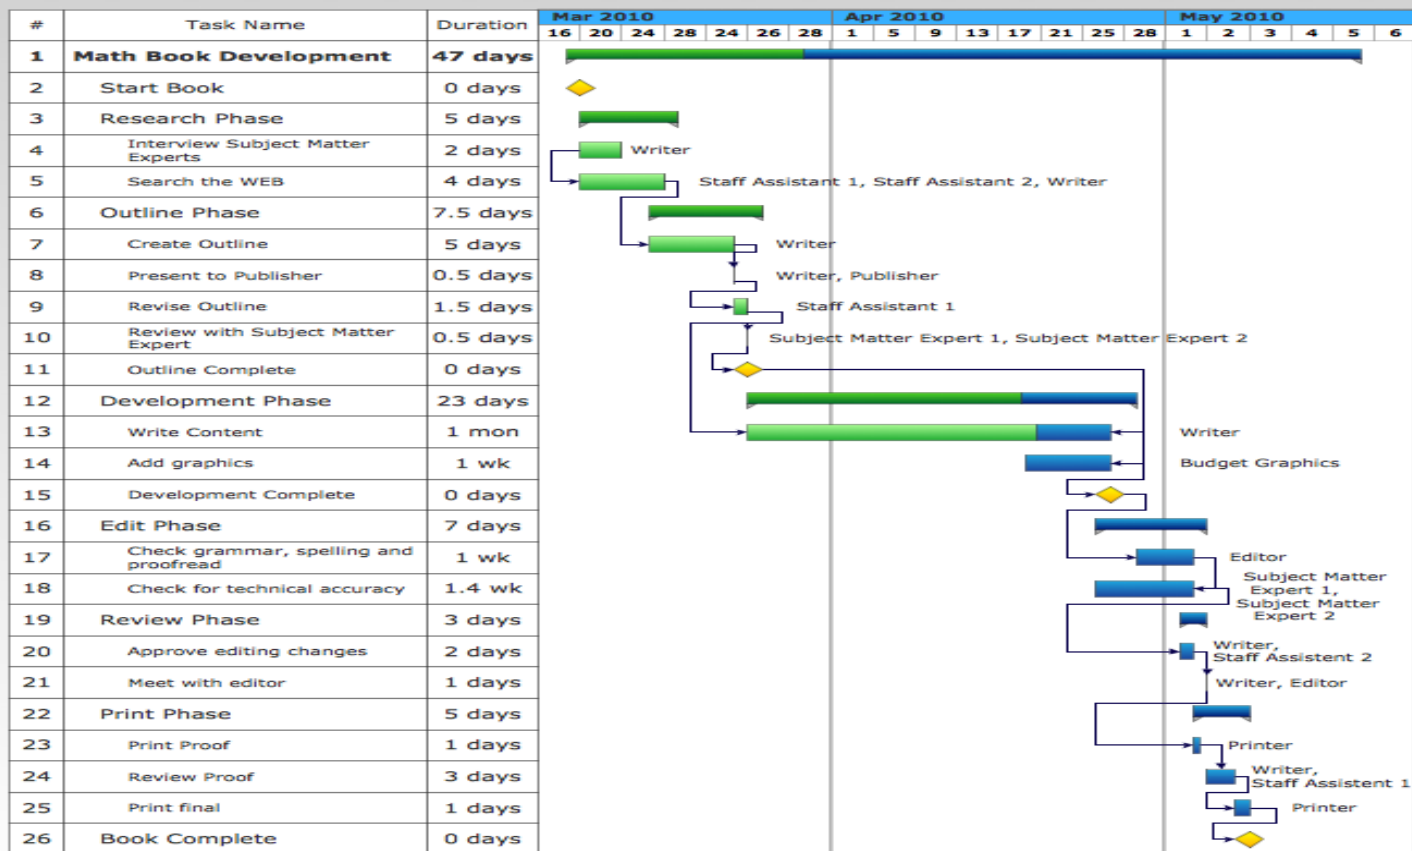 # Task Name Duration Mar 2010 Apr 2010 May 2010
16 20 24 28 24 26 28 1 5 9 13 17 21 25 28 1 2 3 4 5 6
1 Math Book Development 47 days
2 Start Book 0 days
3 Research Phase 5 days
4 Interview Subject Matter
Experts 2 days Writer
5 Search the WEB 4 days Staff Assistant 1, Staff Assistant 2, Writer
6 Outline Phase 7.5 days
7 Create Outline 5 days Writer
8 Present to Publisher 0.5 days Writer, Publisher
9 Revise Outline 1.5 days Staff Assistant 1
10 Review with Subject Matter
Expert 0.5 days Subject Matter Expert 1, Subject Matter Expert 2
11 Outline Complete 0 days
12 Development Phase 23 days
13 Write Content 1 mon Writer
14 Add graphics 1 wk Budget Graphics
15 Development Complete 0 days
16 Edit Phase 7 days
17 Check grammar, spelling and
proofread 1 wk Editor
18 Check for technical accuracy 1.4 wk Subject Matter
Expert 1,
Subject Matter
Expert 2
19 Review Phase 3 days
20 Approve editing changes 2 days Writer,
Staff Assistent 2
21 Meet with editor 1 days Writer, Editor
22 Print Phase 5 days
23 Print Proof 1 days Printer
24 Review Proof 3 days Writer,
Staff Assistent 1
25 Print final 1 days Printer
26 Book Complete 0 days